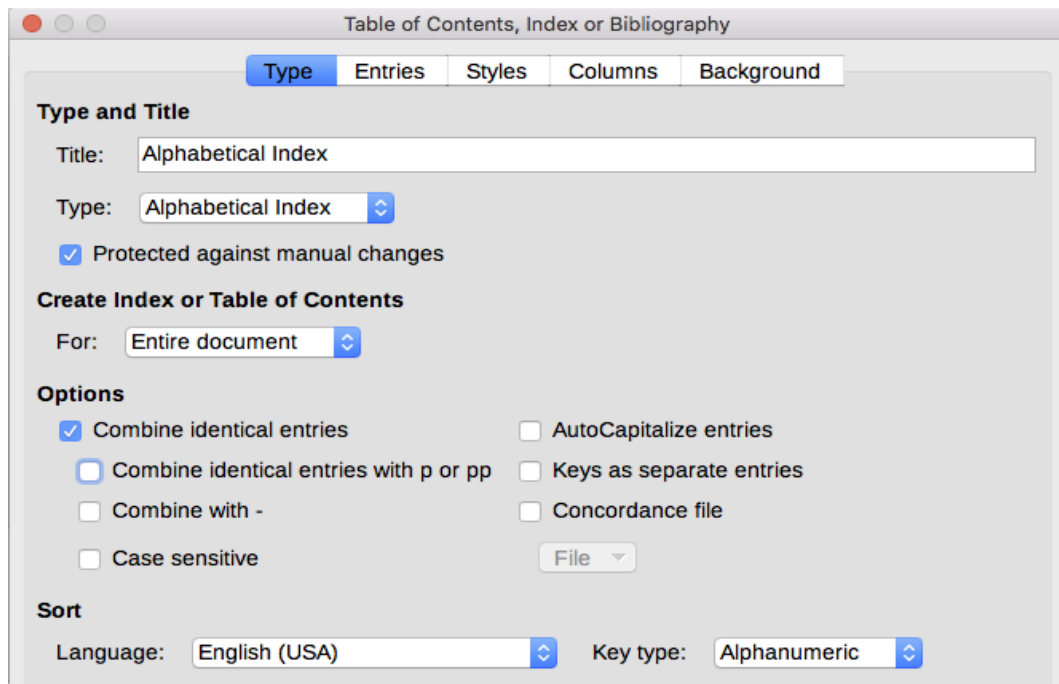 Table of Contents, Index or Bibliography
Type Entries Styles Columns Background
Type and Title
Title: Alphabetical Index
Type: Alphabetical Index
Protected against manual changes
Create Index or Table of Contents
For: Entire document
Options
Combine identical entries AutoCapitalize entries
Combine identical entries with p or pp Keys as separate entries
Combine with - Concordance file
Case sensitive File
Sort
Language: English (USA) Key type: Alphanumeric